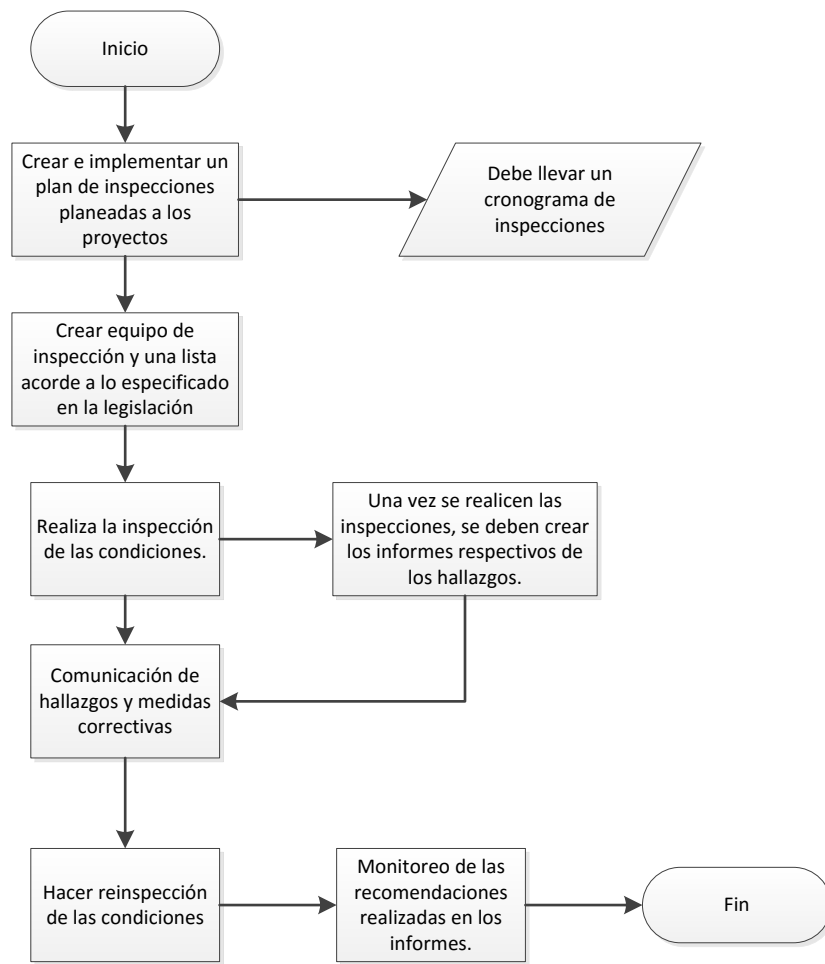 Inicio
Crear e implementar un
plan de inspecciones
planeadas a los
proyectos
Debe llevar un
cronograma de
inspecciones
Crear equipo de
inspección y una lista
acorde a lo especificado
en la legislación
Realiza la inspección
de las condiciones.
Una vez se realicen las
inspecciones, se deben crear
los informes respectivos de
los hallazgos.
Comunicación de
hallazgos y medidas
correctivas
Hacer reinspección
de las condiciones
Monitoreo de las
recomendaciones
realizadas en los
informes.
Fin